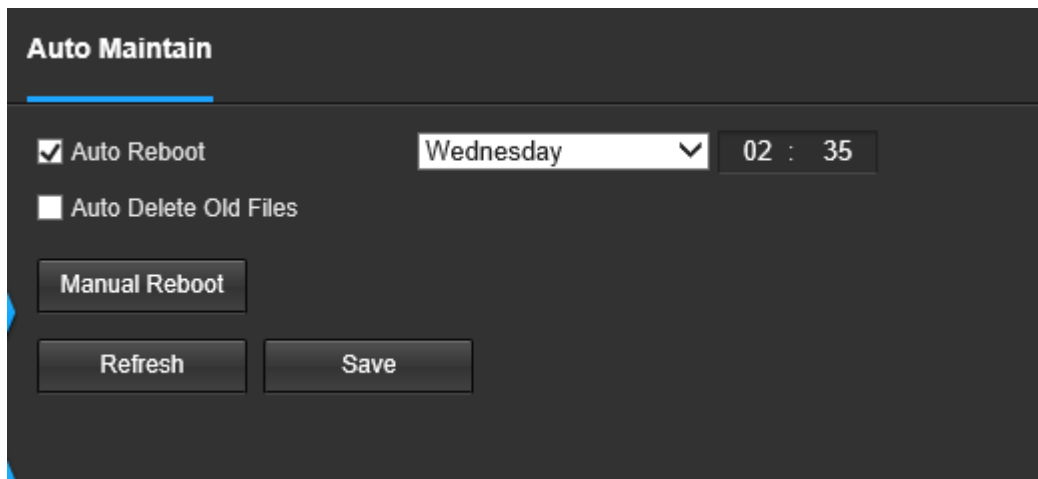 Auto Maintain
Auto Reboot Wednesday 02 : 35
Auto Delete Old Files
Manual Reboot
Refresh Save